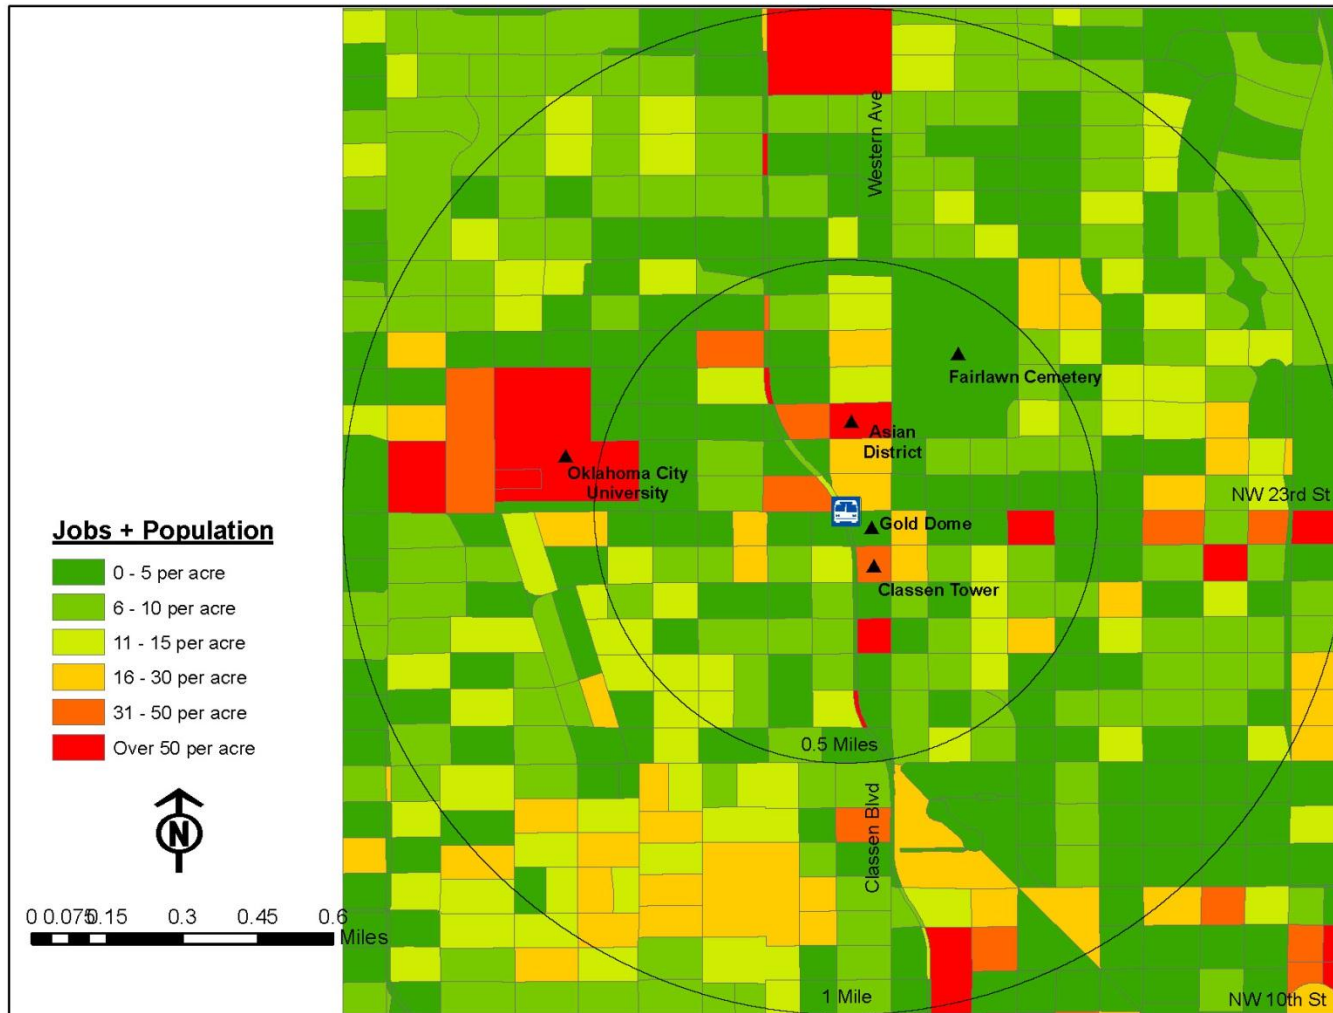 Western Ave
Fairlawn Cemetery
Asian
District
Oklahoma City
University
NW 23rd St
Gold Dome
Classen Tower
Jobs + Population
0 - 5 per acre
6 - 10 per acre
11 - 15 per acre
16 - 30 per acre
31 - 50 per acre
Over 50 per acre
0.5 Miles
Classen Blvd
N
0 0.075 0.15 0.3 0.45 0.6
Miles
1 Mile
NW 10th St